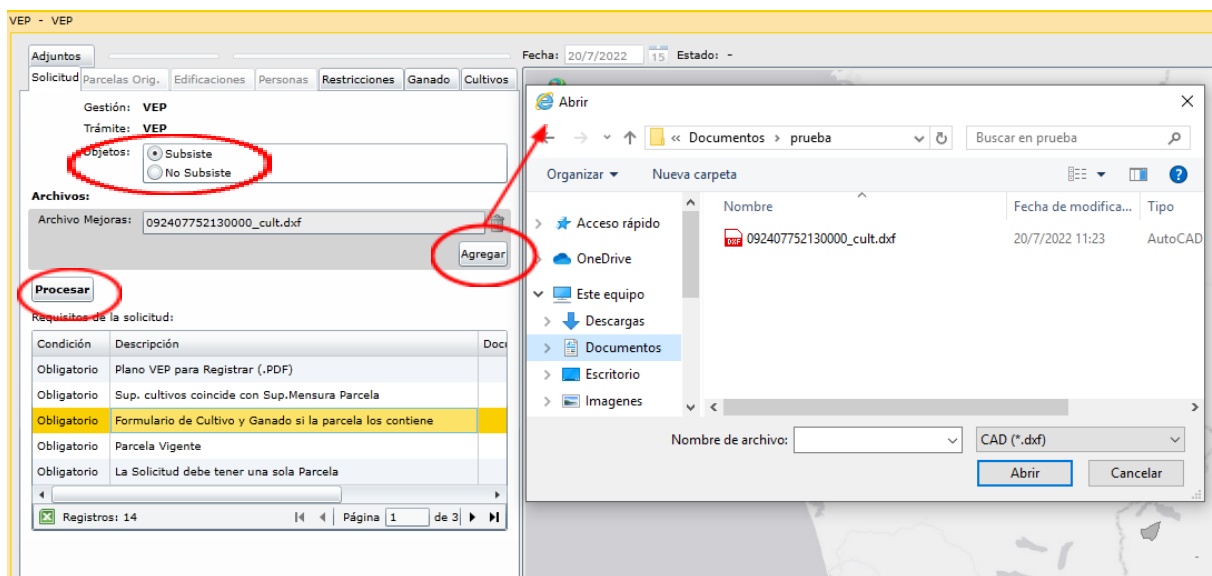 VEP - VEP
Adjuntos
Fecha: 20/7/2022 15 Estado: -
Solicitud Parcelas Orig. Edificaciones Personas Restricciones Ganado Cultivos
Gestión: VEP
Trámite: VEP
Objetos: Subsiste
No Subsiste
Archivos:
Archivo Mejoras: 092407752130000_cult.dxf
Agregar
Procesar
Requisitos de la solicitud:
Condición Descripción
Obligatorio Plano VEP para Registrar (.PDF)
Obligatorio Sup. cultivos coincide con Sup.Mensura Parcela
Obligatorio Formulario de Cultivo y Ganado si la parcela los contiene
Obligatorio Parcela Vigente
Obligatorio La Solicitud debe tener una sola Parcela
Registros: 14 Página 1 de 3
Abrir
« Documentos › prueba Buscar en prueba
Organizar Nueva carpeta
Nombre Fecha de modifica... Tipo
DXF 092407752130000_cult.dxf 20/7/2022 11:23 AutoCAD
Acceso rápido
OneDrive
Este equipo
Descargas
Documentos
Escritorio
Imagenes
Nombre de archivo: CAD (*.dxf)
Abrir Cancelar